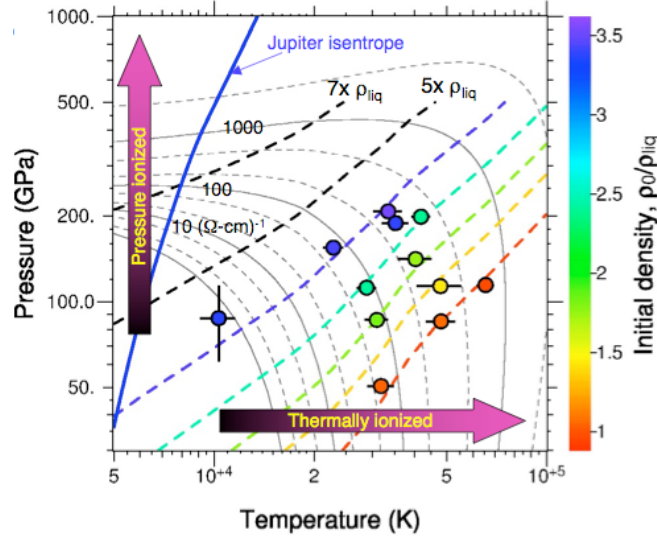 1000.
500.
200.
100.0
50.
Pressure (GPa)
Pressure ionized
Jupiter isentrope
7x ρliq
5x ρliq
1000
100
10 (Ω-cm)⁻¹
Thermally ionized
5
10+4
2
5
10+5
Temperature (K)
3.5
3
2.5
2
1.5
1
Initial density, ρ0/ρliq